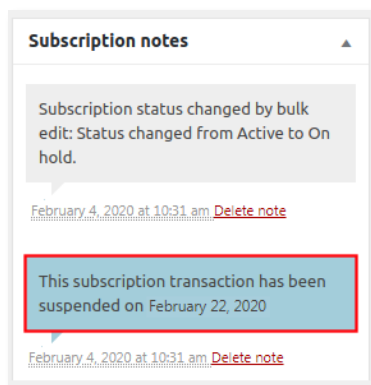 Subscription notes
Subscription status changed by bulk
edit: Status changed from Active to On
hold.
February 4, 2020 at 10:31 am Delete note
This subscription transaction has been
suspended on February 22, 2020
February 4, 2020 at 10:31 am Delete note